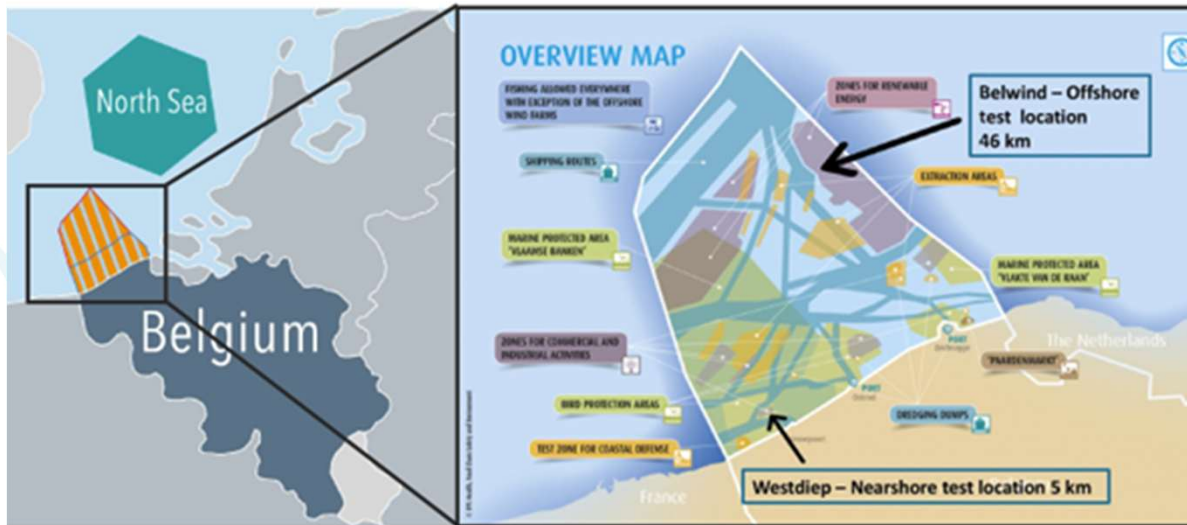 North Sea
Belgium
OVERVIEW MAP
FISHING ALLOWED EVERYWHERE
WITH EXCEPTION OF THE OFFSHORE
WIND FARMS
ZONES FOR RENEWABLE
ENERGY
Belwind – Offshore
test location
46 km
SHIPPING ROUTES
EXTRACTION AREAS
MARINE PROTECTED AREA
'VLAAMSE BANKEN'
MARINE PROTECTED AREA
'VLAKTE VAN DE RAAN'
ZONES FOR COMMERCIAL AND
INDUSTRIAL ACTIVITIES
PORT
The Netherlands
'PAARDENMARKT'
BIRD PROTECTION AREAS
PORT
DREDGING DUMPS
TEST ZONE FOR COASTAL DEFENSE
Westdiep – Nearshore test location 5 km
France